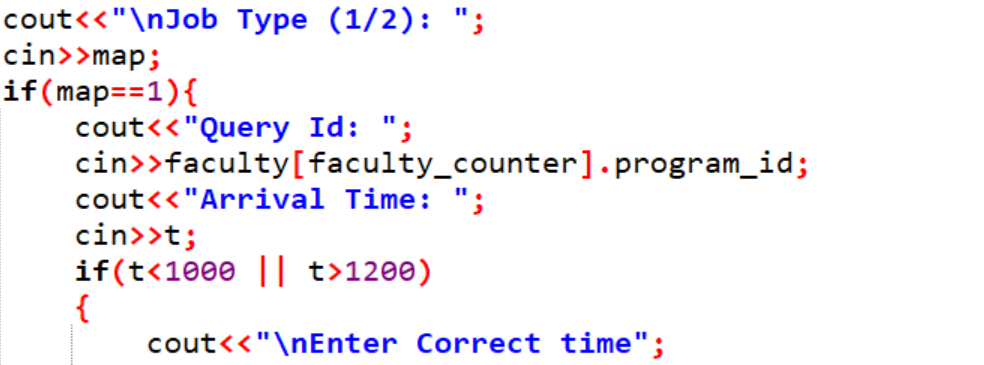 cout<<"\nJob Type (1/2): ";
cin>>map;
if(map==1){
cout<<"Query Id: ";
cin>>faculty[faculty_counter].program_id;
cout<<"Arrival Time: ";
cin>>t;
if(t<1000 || t>1200)
{
cout<<"\nEnter Correct time";